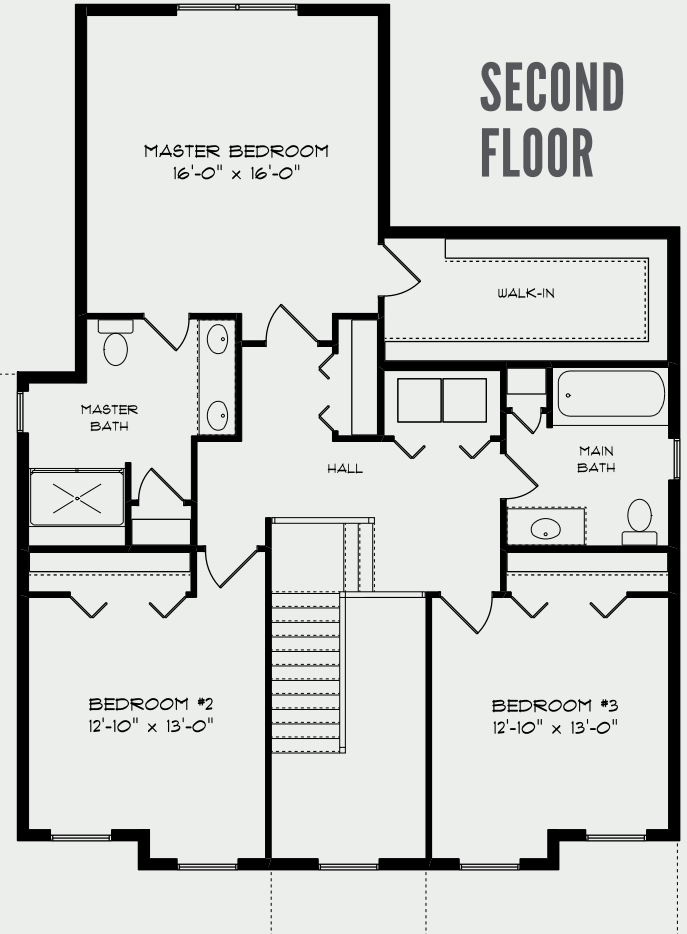 SECOND
FLOOR
MASTER BEDROOM
16'-0" x 16'-0"
WALK-IN
MASTER
BATH
MAIN
BATH
HALL
BEDROOM #2
12'-10" x 13'-0"
BEDROOM #3
12'-10" x 13'-0"